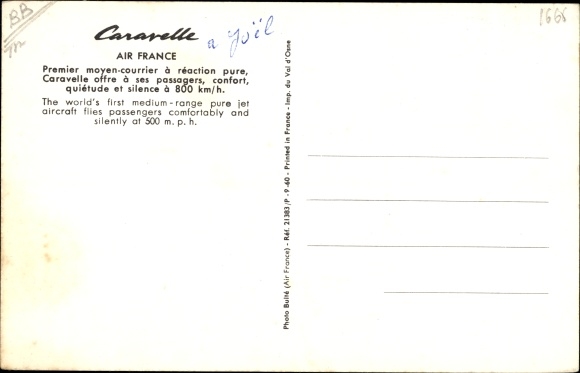 BB
Caravelle
a Joël
1668
AIR FRANCE
Premier moyen-courrier à réaction pure,
Caravelle offre à ses passagers, confort,
quiétude et silence à 800 km/h.
The world's first medium-range pure jet
aircraft flies passengers comfortably and
silently at 500 m. p. h.
Photo Bullé (Air France) - Réf. 21383/P - 9-60 - Printed in France - Imp. du Val d'Osne